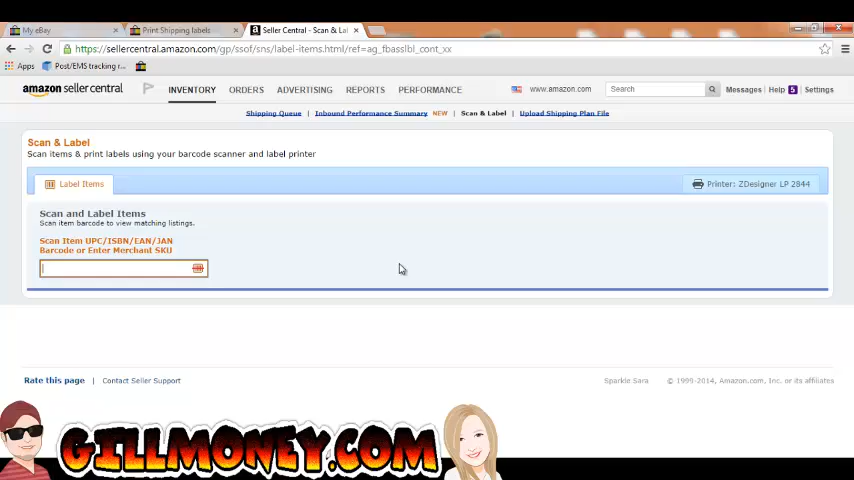 My eBay
Print Shipping labels
Seller Central - Scan & Lal
https://sellercentral.amazon.com/gp/ssof/sns/label-items.html/ref=ag_fbasslbl_cont_xx
Apps Post/EMS tracking r...
amazon seller central INVENTORY ORDERS ADVERTISING REPORTS PERFORMANCE www.amazon.com Search Messages Help 5 Settings
Shipping Queue | Inbound Performance Summary NEW | Scan & Label | Upload Shipping Plan File
Scan & Label
Scan items & print labels using your barcode scanner and label printer
Label Items
Printer: ZDesigner LP 2844
Scan and Label Items
Scan item barcode to view matching listings.
Scan Item UPC/ISBN/EAN/JAN
Barcode or Enter Merchant SKU
Rate this page | Contact Seller Support
Sparkle Sara © 1999-2014, Amazon.com, Inc. or its affiliates
GILLMONEY.COM